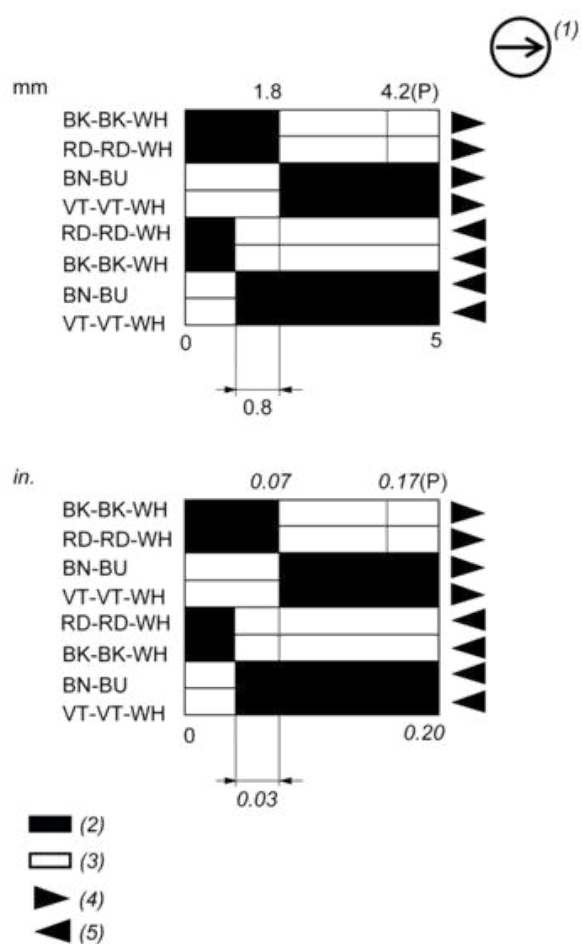 (1)
mm
1.8 4.2(P)
BK-BK-WH
RD-RD-WH
BN-BU
VT-VT-WH
RD-RD-WH
BK-BK-WH
BN-BU
VT-VT-WH
0 5
0.8
in.
0.07 0.17(P)
BK-BK-WH
RD-RD-WH
BN-BU
VT-VT-WH
RD-RD-WH
BK-BK-WH
BN-BU
VT-VT-WH
0 0.20
0.03
(2)
(3)
(4)
(5)